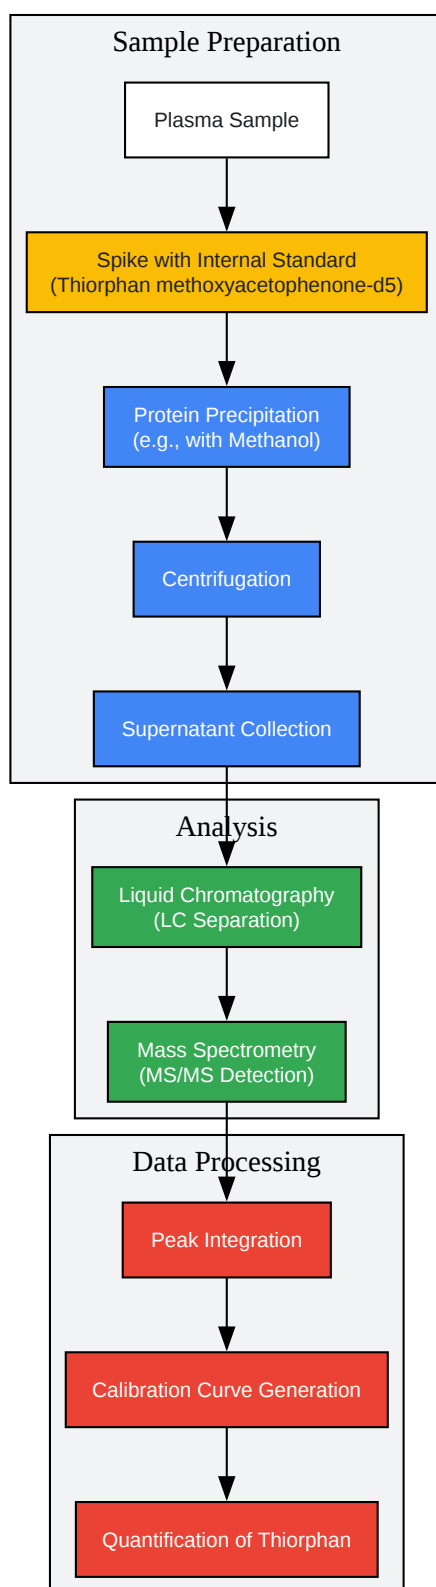 Sample Preparation
Plasma Sample
Spike with Internal Standard
(Thiorphan methoxyacetophenone-d5)
Protein Precipitation
(e.g., with Methanol)
Centrifugation
Supernatant Collection
Analysis
Liquid Chromatography
(LC Separation)
Mass Spectrometry
(MS/MS Detection)
Data Processing
Peak Integration
Calibration Curve Generation
Quantification of Thiorphan